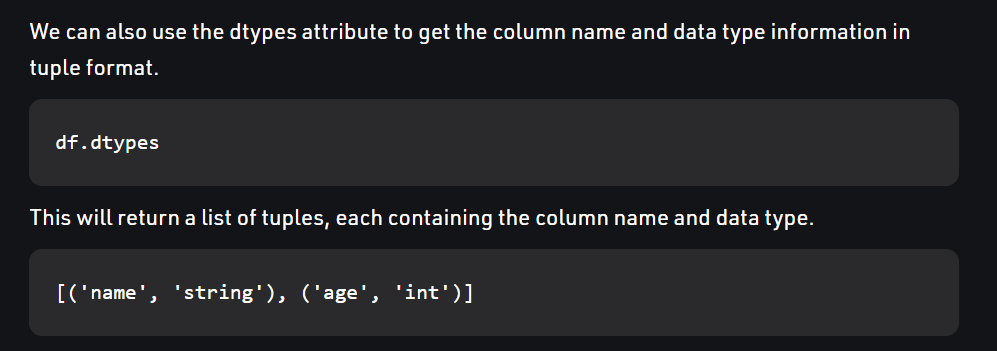 We can also use the dtypes attribute to get the column name and data type information in
tuple format.
df.dtypes
This will return a list of tuples, each containing the column name and data type.
[('name', 'string'), ('age', 'int')]